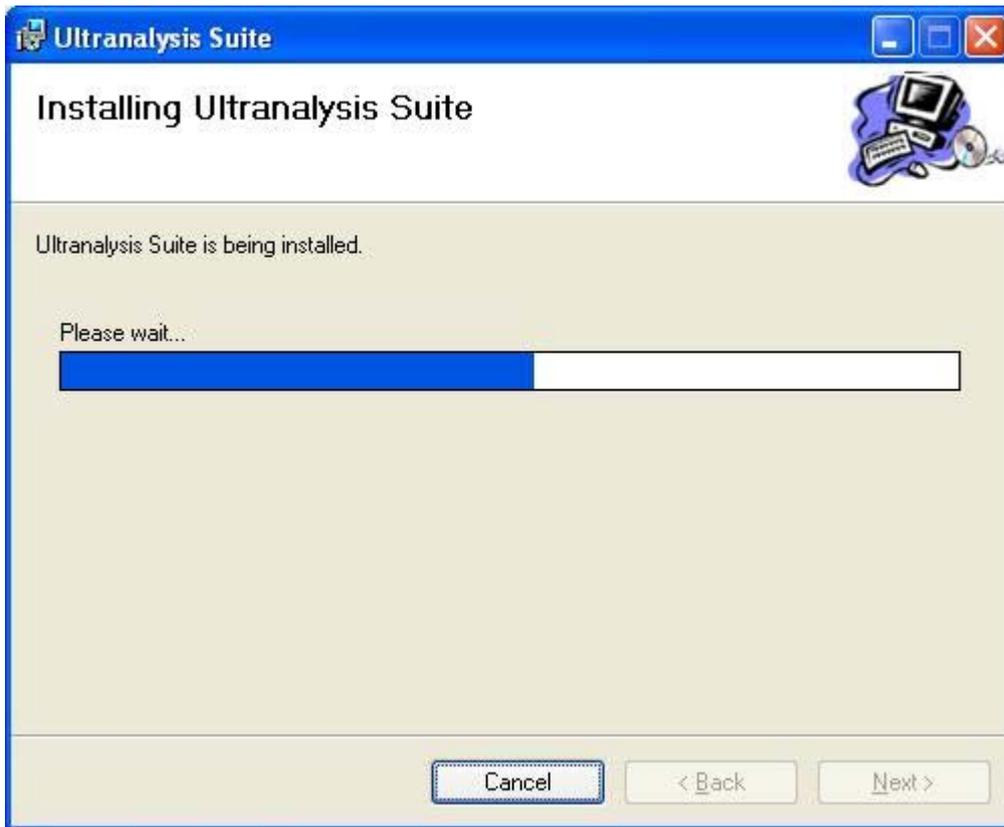 Ultranalysis Suite
Installing Ultranalysis Suite
Ultranalysis Suite is being installed.
Please wait...
Cancel
< Back
Next >